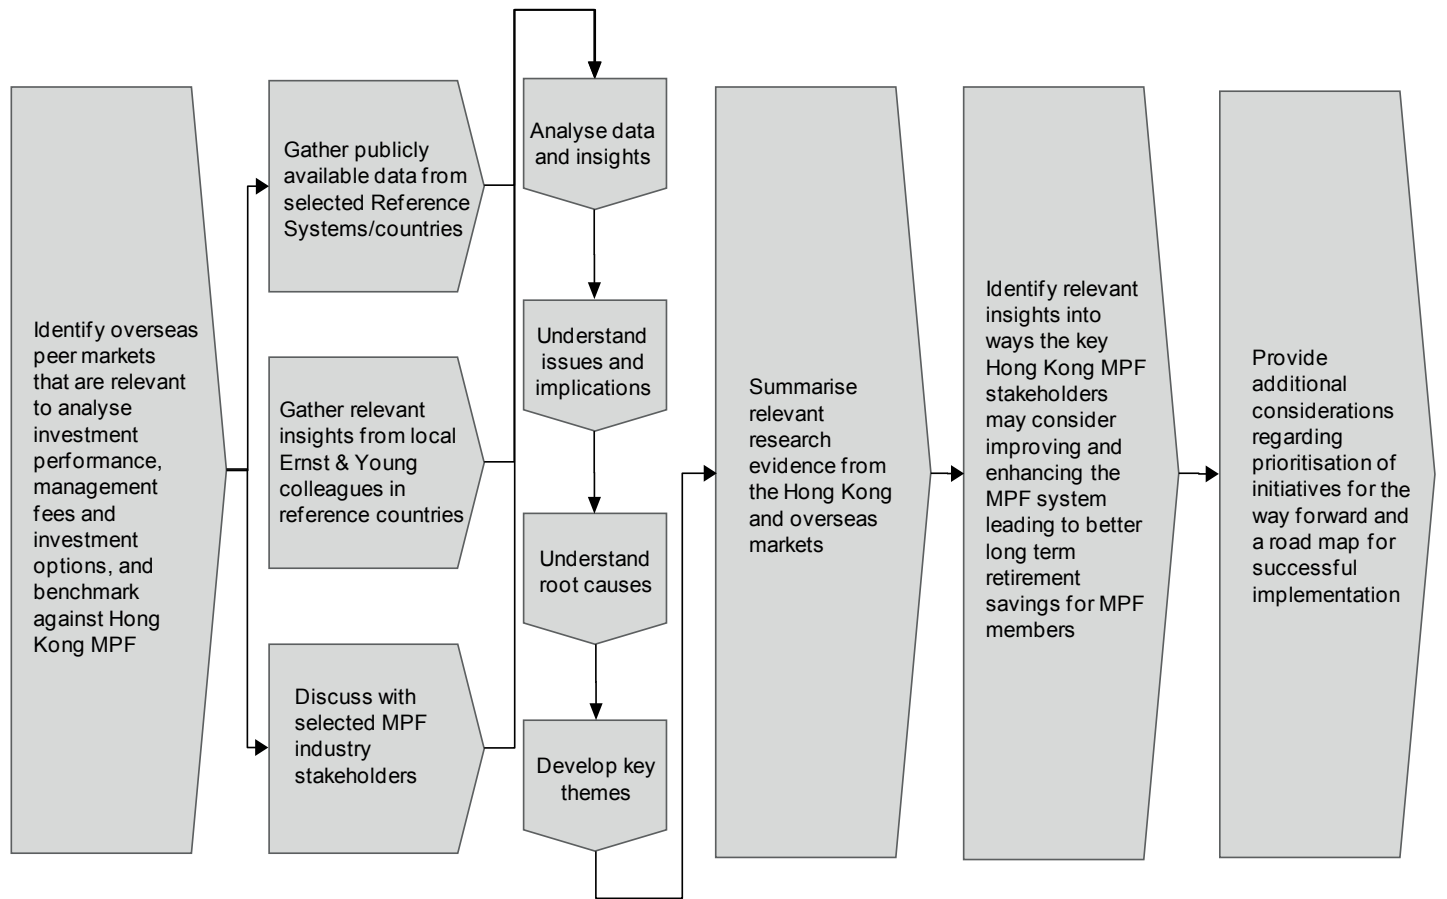 Identify overseas
peer markets
that are relevant
to analyse
investment
performance,
management
fees and
investment
options, and
benchmark
against Hong
Kong MPF
Gather publicly
available data from
selected Reference
Systems/countries
Gather relevant
insights from local
Ernst & Young
colleagues in
reference countries
Discuss with
selected MPF
industry
stakeholders
Analyse data
and insights
Understand
issues and
implications
Understand
root causes
Develop key
themes
Summarise
relevant
research
evidence from
the Hong Kong
and overseas
markets
Identify relevant
insights into
ways the key
Hong Kong MPF
stakeholders
may consider
improving and
enhancing the
MPF system
leading to better
long term
retirement
savings for MPF
members
Provide
additional
considerations
regarding
prioritisation of
initiatives for the
way forward and
a road map for
successful
implementation